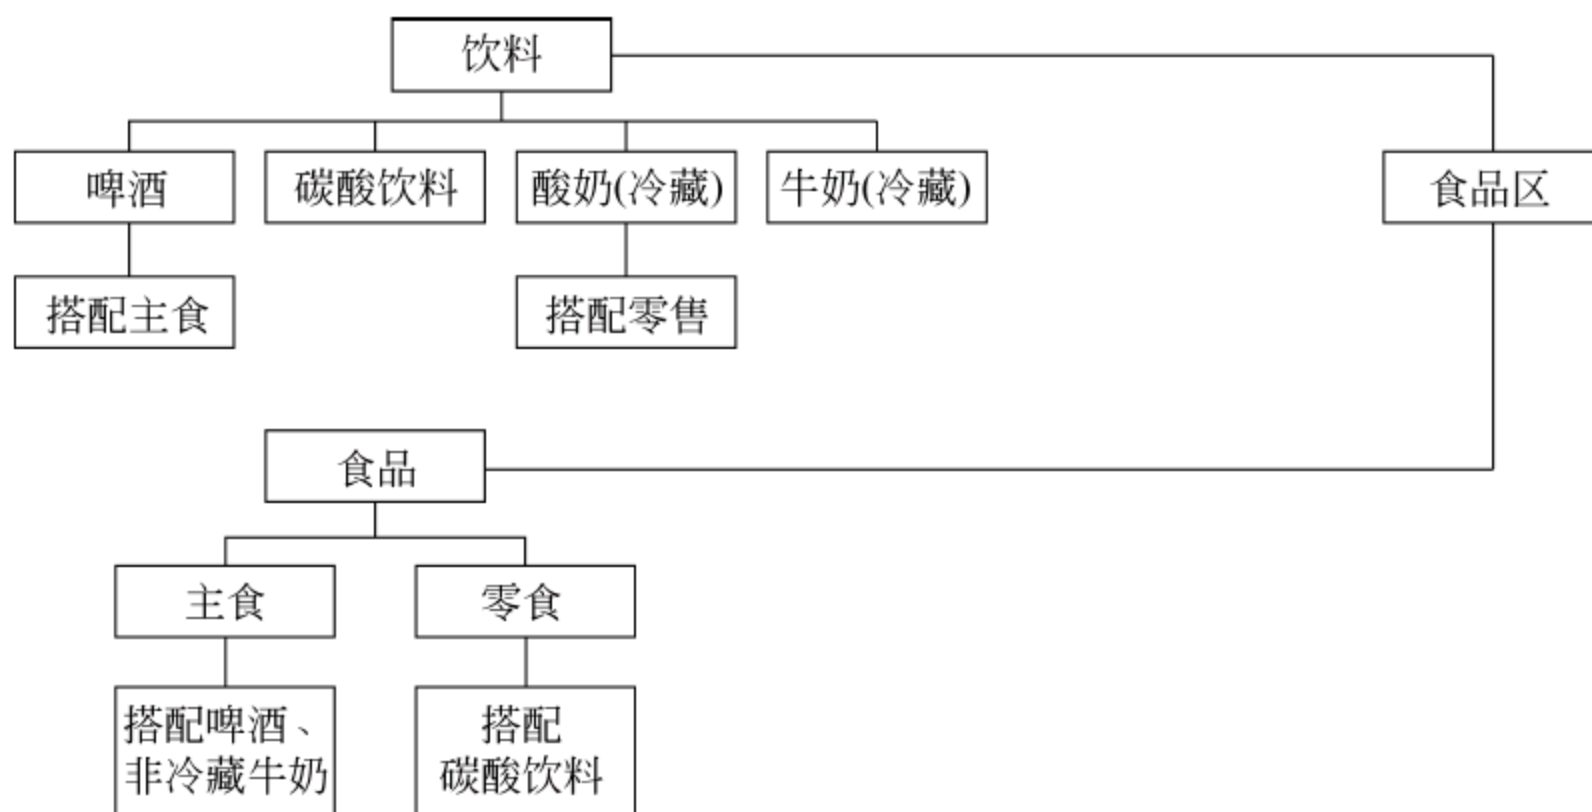 饮料
啤酒
碳酸饮料
酸奶(冷藏)
牛奶(冷藏)
食品区
搭配主食
搭配零售
食品
主食
零食
搭配啤酒、
非冷藏牛奶
搭配
碳酸饮料